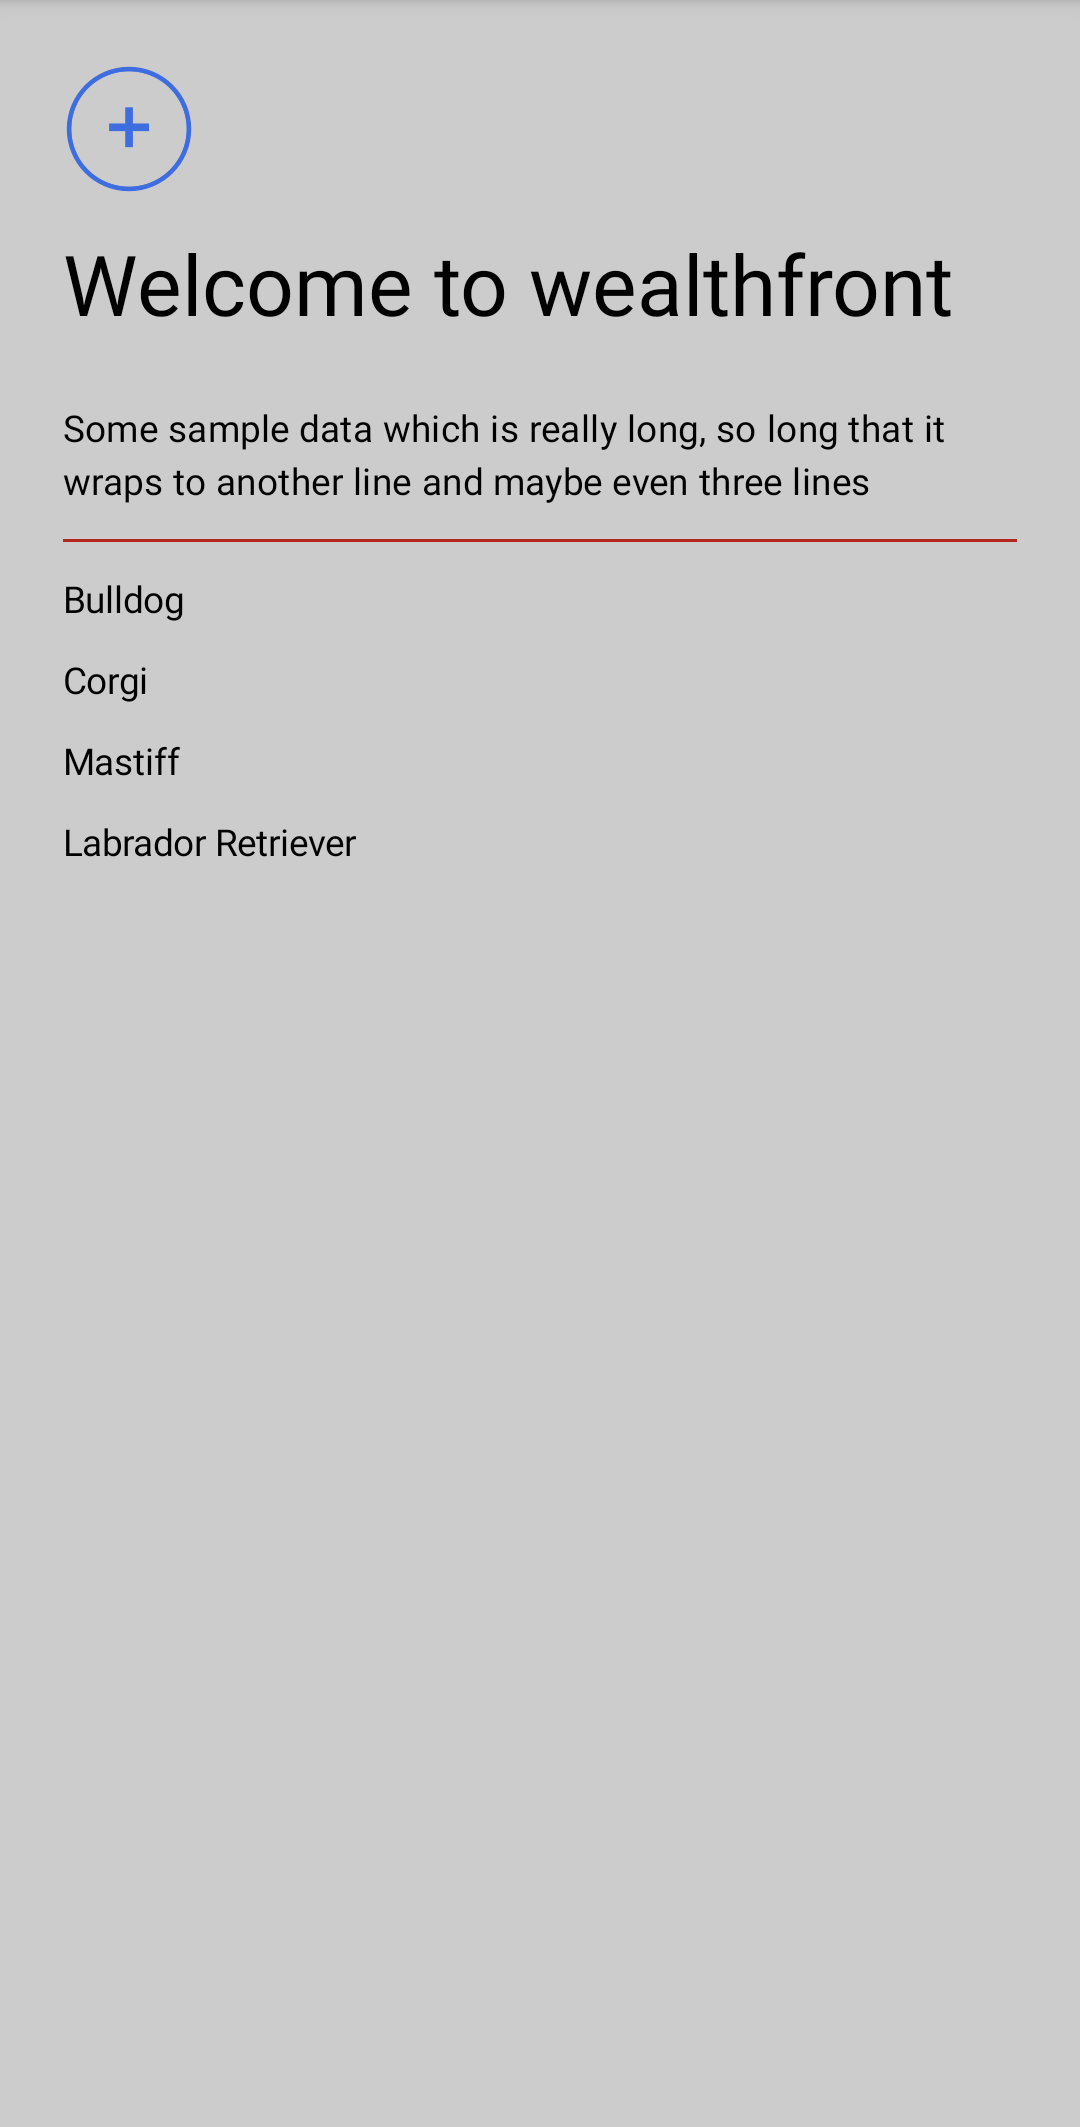 Welcome to wealthfront
Some sample data which is really long, so long that it
wraps to another line and maybe even three lines
Bulldog
Corgi
Mastiff
Labrador Retriever